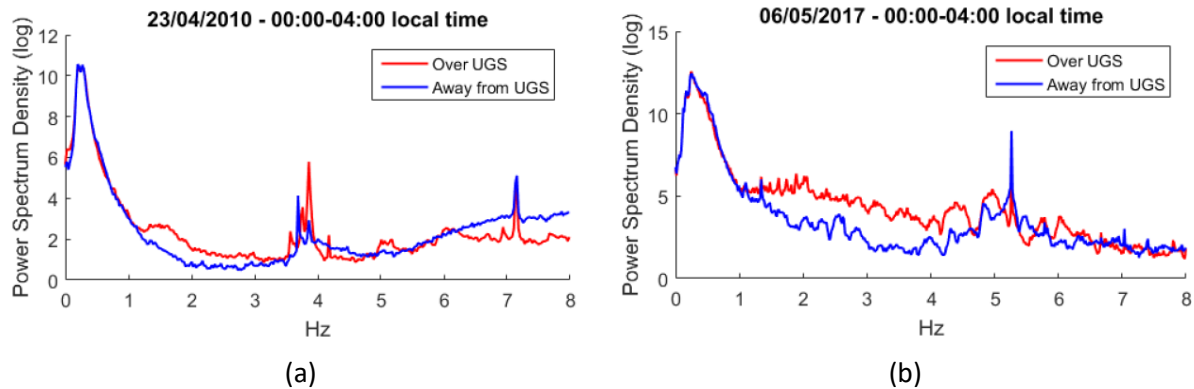 23/04/2010 - 00:00-04:00 local time
Power Spectrum Density (log)
12
10
8
6
4
2
0
Over UGS
Away from UGS
0 1 2 3 4 5 6 7 8
Hz
(a)
06/05/2017 - 00:00-04:00 local time
Power Spectrum Density (log)
15
10
5
0
Over UGS
Away from UGS
0 1 2 3 4 5 6 7 8
Hz
(b)